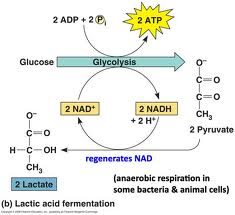 2 ADP + 2 Pi
2 ATP
Glucose
Glycolysis
O⁻
C=O
C=O
CH₃
2 NAD⁺
2 NADH
+ 2 H⁺
2 Pyruvate
O⁻
C=O
H-C-OH
CH₃
regenerates NAD
2 Lactate
(anaerobic respiration in
some bacteria & animal cells)
(b) Lactic acid fermentation